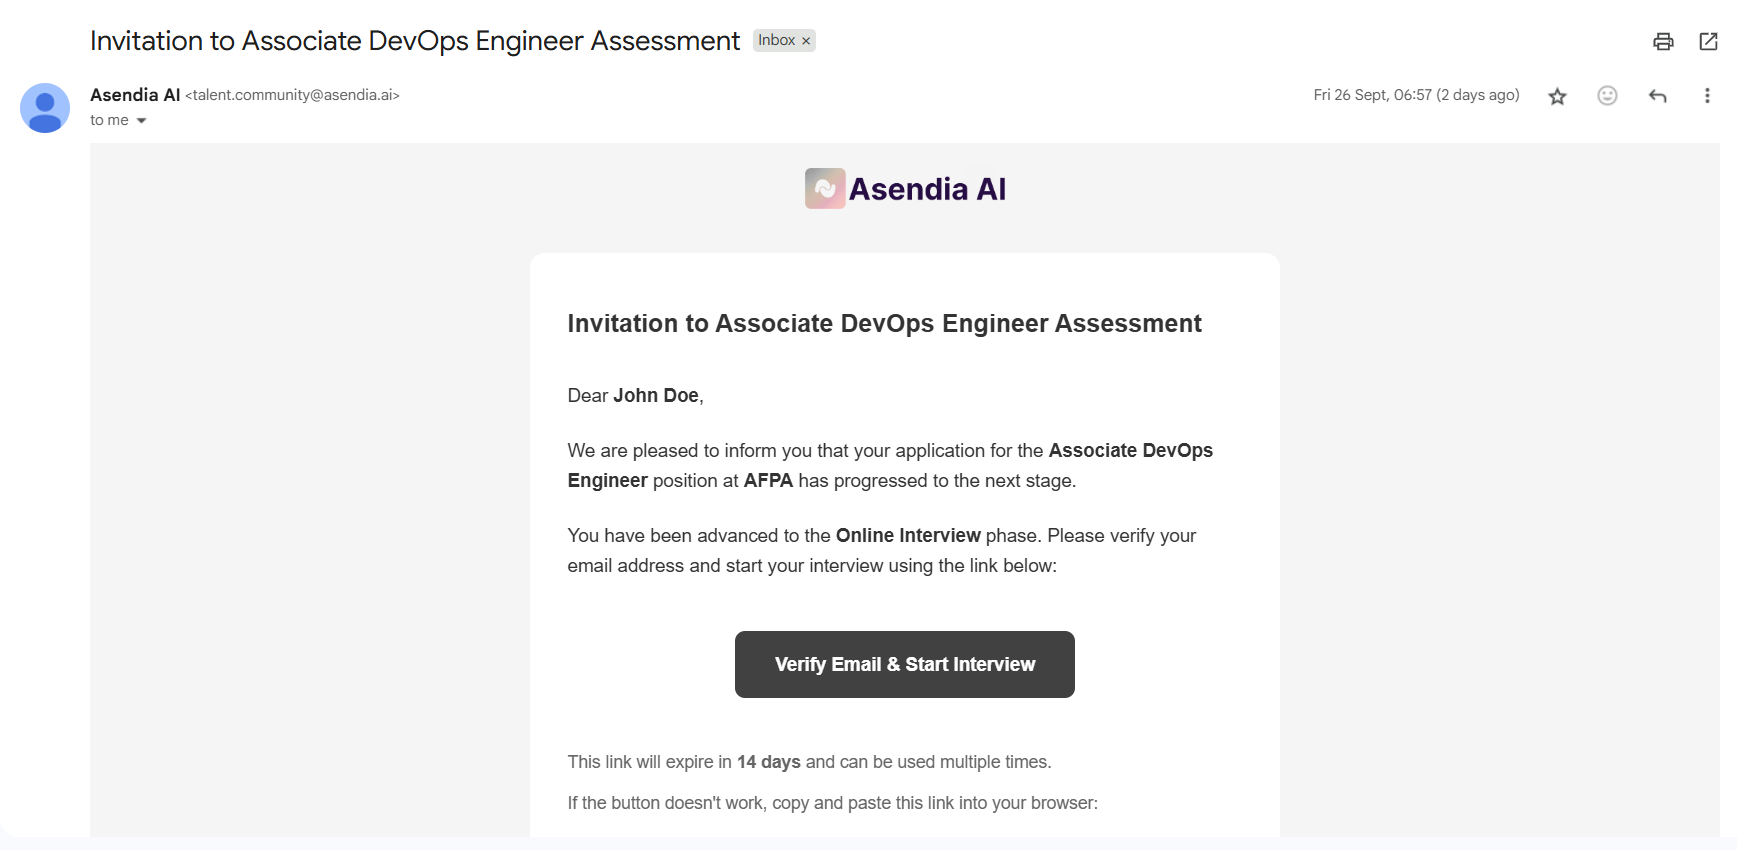 Invitation to Associate DevOps Engineer Assessment Inbox ×
Asendia AI <talent.community@asendia.ai> Fri 26 Sept, 06:57 (2 days ago)
to me
Asendia AI
Invitation to Associate DevOps Engineer Assessment
Dear John Doe,
We are pleased to inform you that your application for the Associate DevOps
Engineer position at AFPA has progressed to the next stage.
You have been advanced to the Online Interview phase. Please verify your
email address and start your interview using the link below:
Verify Email & Start Interview
This link will expire in 14 days and can be used multiple times.
If the button doesn't work, copy and paste this link into your browser: